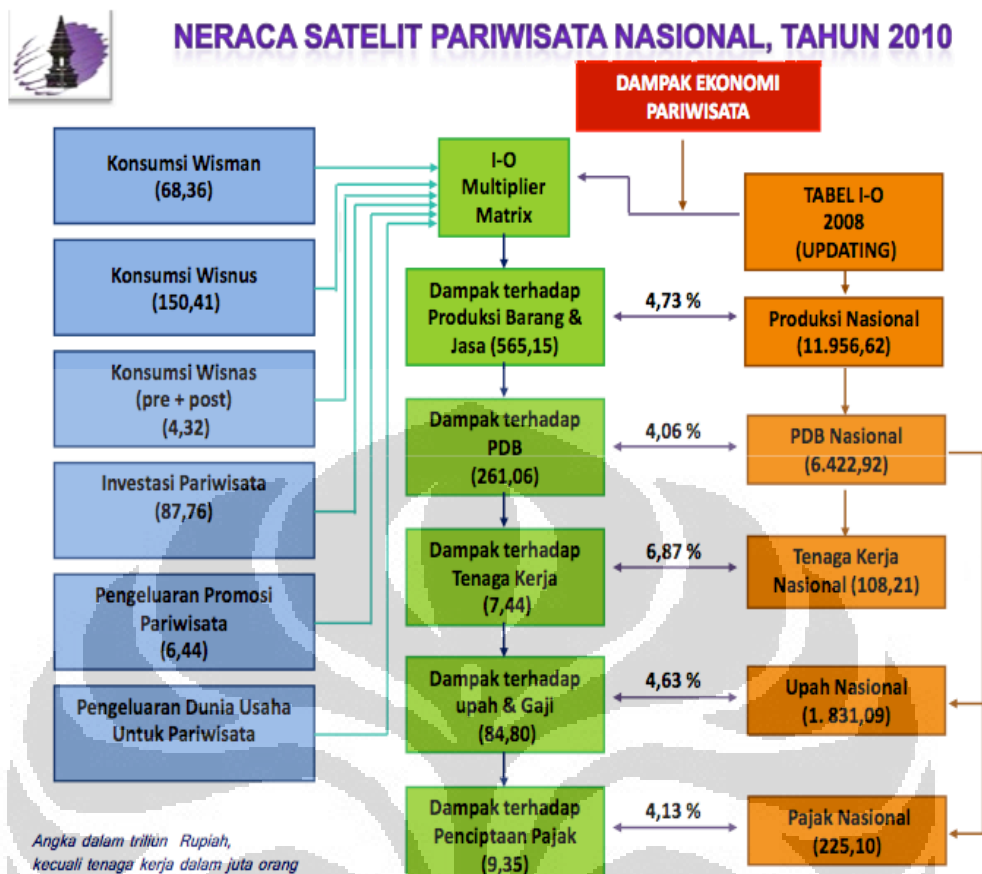 NERACA SATELIT PARIWISATA NASIONAL, TAHUN 2010
DAMPAK EKONOMI
PARIWISATA
Konsumsi Wisman
(68,36)
Konsumsi Wisnus
(150,41)
Konsumsi Wisnas
(pre + post)
(4,32)
Investasi Pariwisata
(87,76)
Pengeluaran Promosi
Pariwisata
(6,44)
Pengeluaran Dunia Usaha
Untuk Pariwisata
I-O
Multiplier
Matrix
Dampak terhadap
Produksi Barang &
Jasa (565,15)
Dampak terhadap
PDB
(261,06)
Dampak terhadap
Tenaga Kerja
(7,44)
Dampak terhadap
upah & Gaji
(84,80)
Dampak terhadap
Penciptaan Pajak
(9,35)
4,73 %
4,06 %
6,87 %
4,63 %
4,13 %
TABEL I-O
2008
(UPDATING)
Produksi Nasional
(11.956,62)
PDB Nasional
(6.422,92)
Tenaga Kerja
Nasional (108,21)
Upah Nasional
(1. 831,09)
Pajak Nasional
(225,10)
Angka dalam triliun Rupiah,
kecuali tenaga kerja dalam juta orang